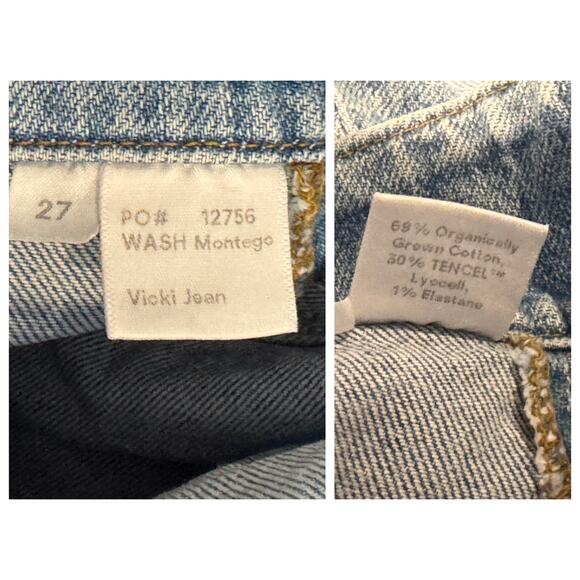 27
PO# 12756
WASH Montego
Vicki Jean
69% Organically
Grown Cotton,
30% TENCEL™
Lyocell,
1% Elastane